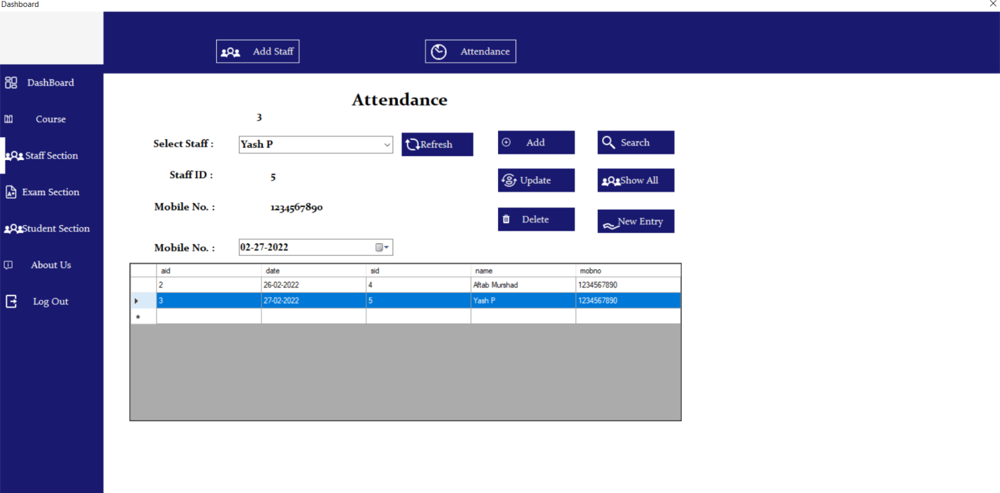 Dashboard
Add Staff
Attendance
DashBoard
Course
Staff Section
Exam Section
Student Section
About Us
Log Out
Attendance
3
Select Staff : Yash P Refresh Add Search
Staff ID : 5 Update Show All
Mobile No. : 1234567890 Delete New Entry
Mobile No. : 02-27-2022
aid date sid name mobno
2 26-02-2022 4 Aftab Murshad 1234567890
3 27-02-2022 5 Yash P 1234567890